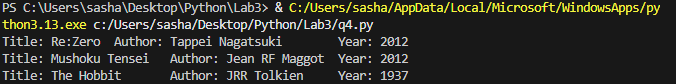 PS C:\Users\sasha\Desktop\Python\Lab3> & C:/Users/sasha/AppData/Local/Microsoft/WindowsApps/py
thon3.13.exe c:/Users/sasha/Desktop/Python/Lab3/q4.py
Title: Re:Zero  Author: Tappei Nagatsuki        Year: 2012
Title: Mushoku Tensei   Author: Jean RF Maggot  Year: 2012
Title: The Hobbit       Author: JRR Tolkien     Year: 1937